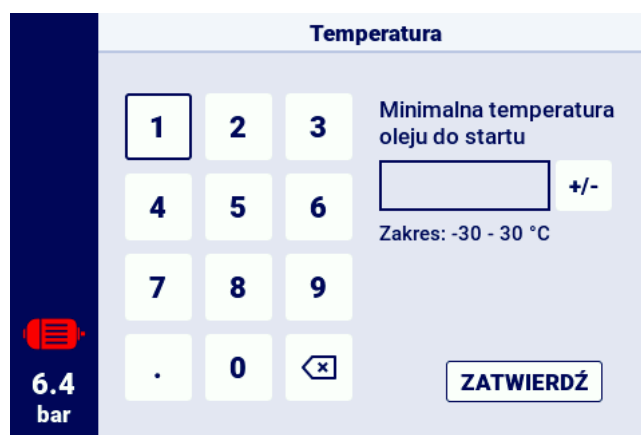 Temperatura
1 2 3
4 5 6
7 8 9
. 0
Minimalna temperatura
oleju do startu
+/-
Zakres: -30 - 30 °C
ZATWIERDŹ
6.4
bar